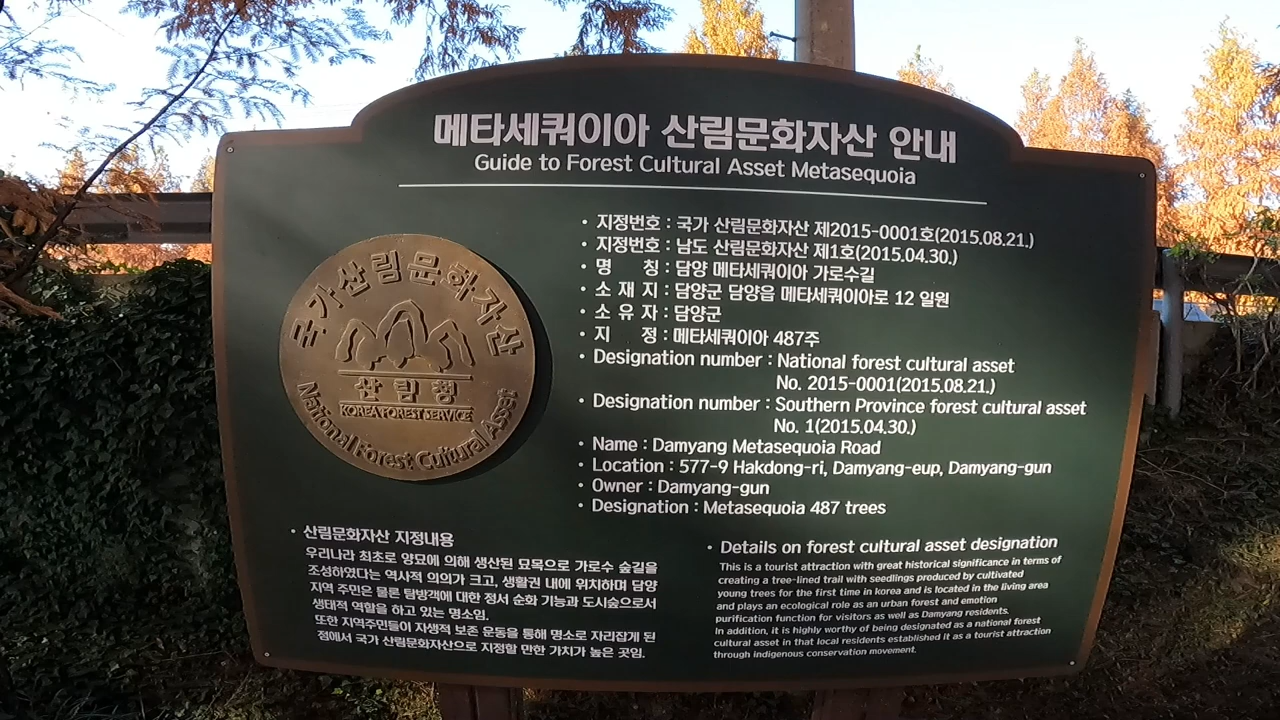 메타세쿼이아 산림문화자산 안내
Guide to Forest Cultural Asset Metasequoia
국가산림문화자산
산림청
KOREA FOREST SERVICE
National Forest Cultural Asset
• 지정번호 : 국가 산림문화자산 제2015-0001호(2015.08.21.)
• 지정번호 : 남도 산림문화자산 제1호(2015.04.30.)
• 명 칭 : 담양 메타세쿼이아 가로수길
• 소 재 지 : 담양군 담양읍 메타세쿼이아로 12 일원
• 소 유 자 : 담양군
• 지 정 : 메타세쿼이아 487주
• Designation number : National forest cultural asset
No. 2015-0001(2015.08.21.)
• Designation number : Southern Province forest cultural asset
No. 1(2015.04.30.)
• Name : Damyang Metasequoia Road
• Location : 577-9 Hakdong-ri, Damyang-eup, Damyang-gun
• Owner : Damyang-gun
• Designation : Metasequoia 487 trees
• 산림문화자산 지정내용
우리나라 최초로 양묘에 의해 생산된 묘목으로 가로수 숲길을
조성하였다는 역사적 의의가 크고, 생활권 내에 위치하며 담양
지역 주민은 물론 탐방객에 대한 정서 순화 기능과 도시숲으로서
생태적 역할을 하고 있는 명소임.
또한 지역주민들이 자생적 보존 운동을 통해 명소로 자리잡게 된
점에서 국가 산림문화자산으로 지정할 만한 가치가 높은 곳임.
• Details on forest cultural asset designation
This is a tourist attraction with great historical significance in terms of
creating a tree-lined trail with seedlings produced by cultivated
young trees for the first time in korea and is located in the living area
and plays an ecological role as an urban forest and emotion
purification function for visitors as well as Damyang residents.
In addition, it is highly worthy of being designated as a national forest
cultural asset in that local residents established it as a tourist attraction
through indigenous conservation movement.